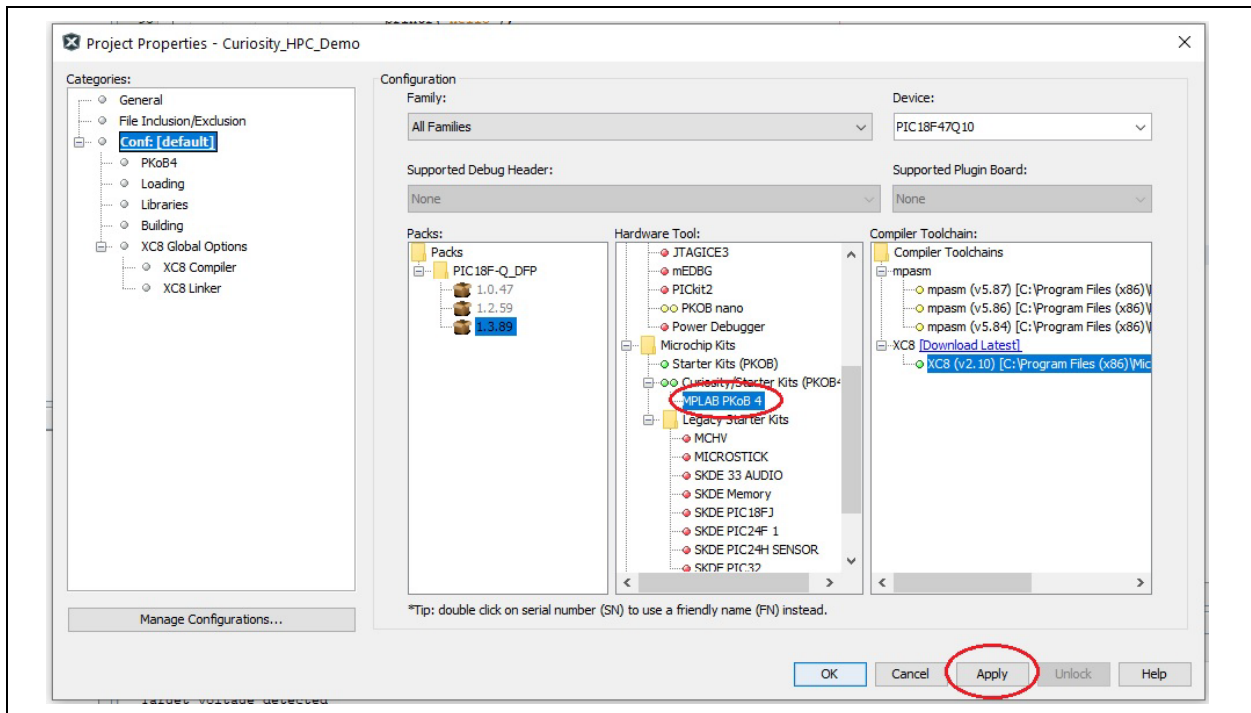 Project Properties - Curiosity_HPC_Demo
Categories:
General
File Inclusion/Exclusion
Conf: [default]
PKoB4
Loading
Libraries
Building
XC8 Global Options
XC8 Compiler
XC8 Linker
Manage Configurations...
Configuration
Family:
All Families
Device:
PIC18F47Q10
Supported Debug Header:
None
Supported Plugin Board:
None
Packs:
Packs
PIC18F-Q_DFP
1.0.47
1.2.59
1.3.89
Hardware Tool:
JTAGICE3
mEDBG
PICkit2
PKOB nano
Power Debugger
Microchip Kits
Starter Kits (PKOB)
Curiosity/Starter Kits (PKOB4
MPLAB PKoB 4
Legacy Starter Kits
MCHV
MICROSTICK
SKDE 33 AUDIO
SKDE Memory
SKDE PIC18FJ
SKDE PIC24F 1
SKDE PIC24H SENSOR
SKDE PIC32
Compiler Toolchain:
Compiler Toolchains
mpasm
mpasm (v5.87) [C:\Program Files (x86)\
mpasm (v5.86) [C:\Program Files (x86)\
mpasm (v5.84) [C:\Program Files (x86)\
XC8 [Download Latest]
XC8 (v2.10) [C:\Program Files (x86)\Mic
*Tip: double click on serial number (SN) to use a friendly name (FN) instead.
OK
Cancel
Apply
Unlock
Help
Target voltage detected